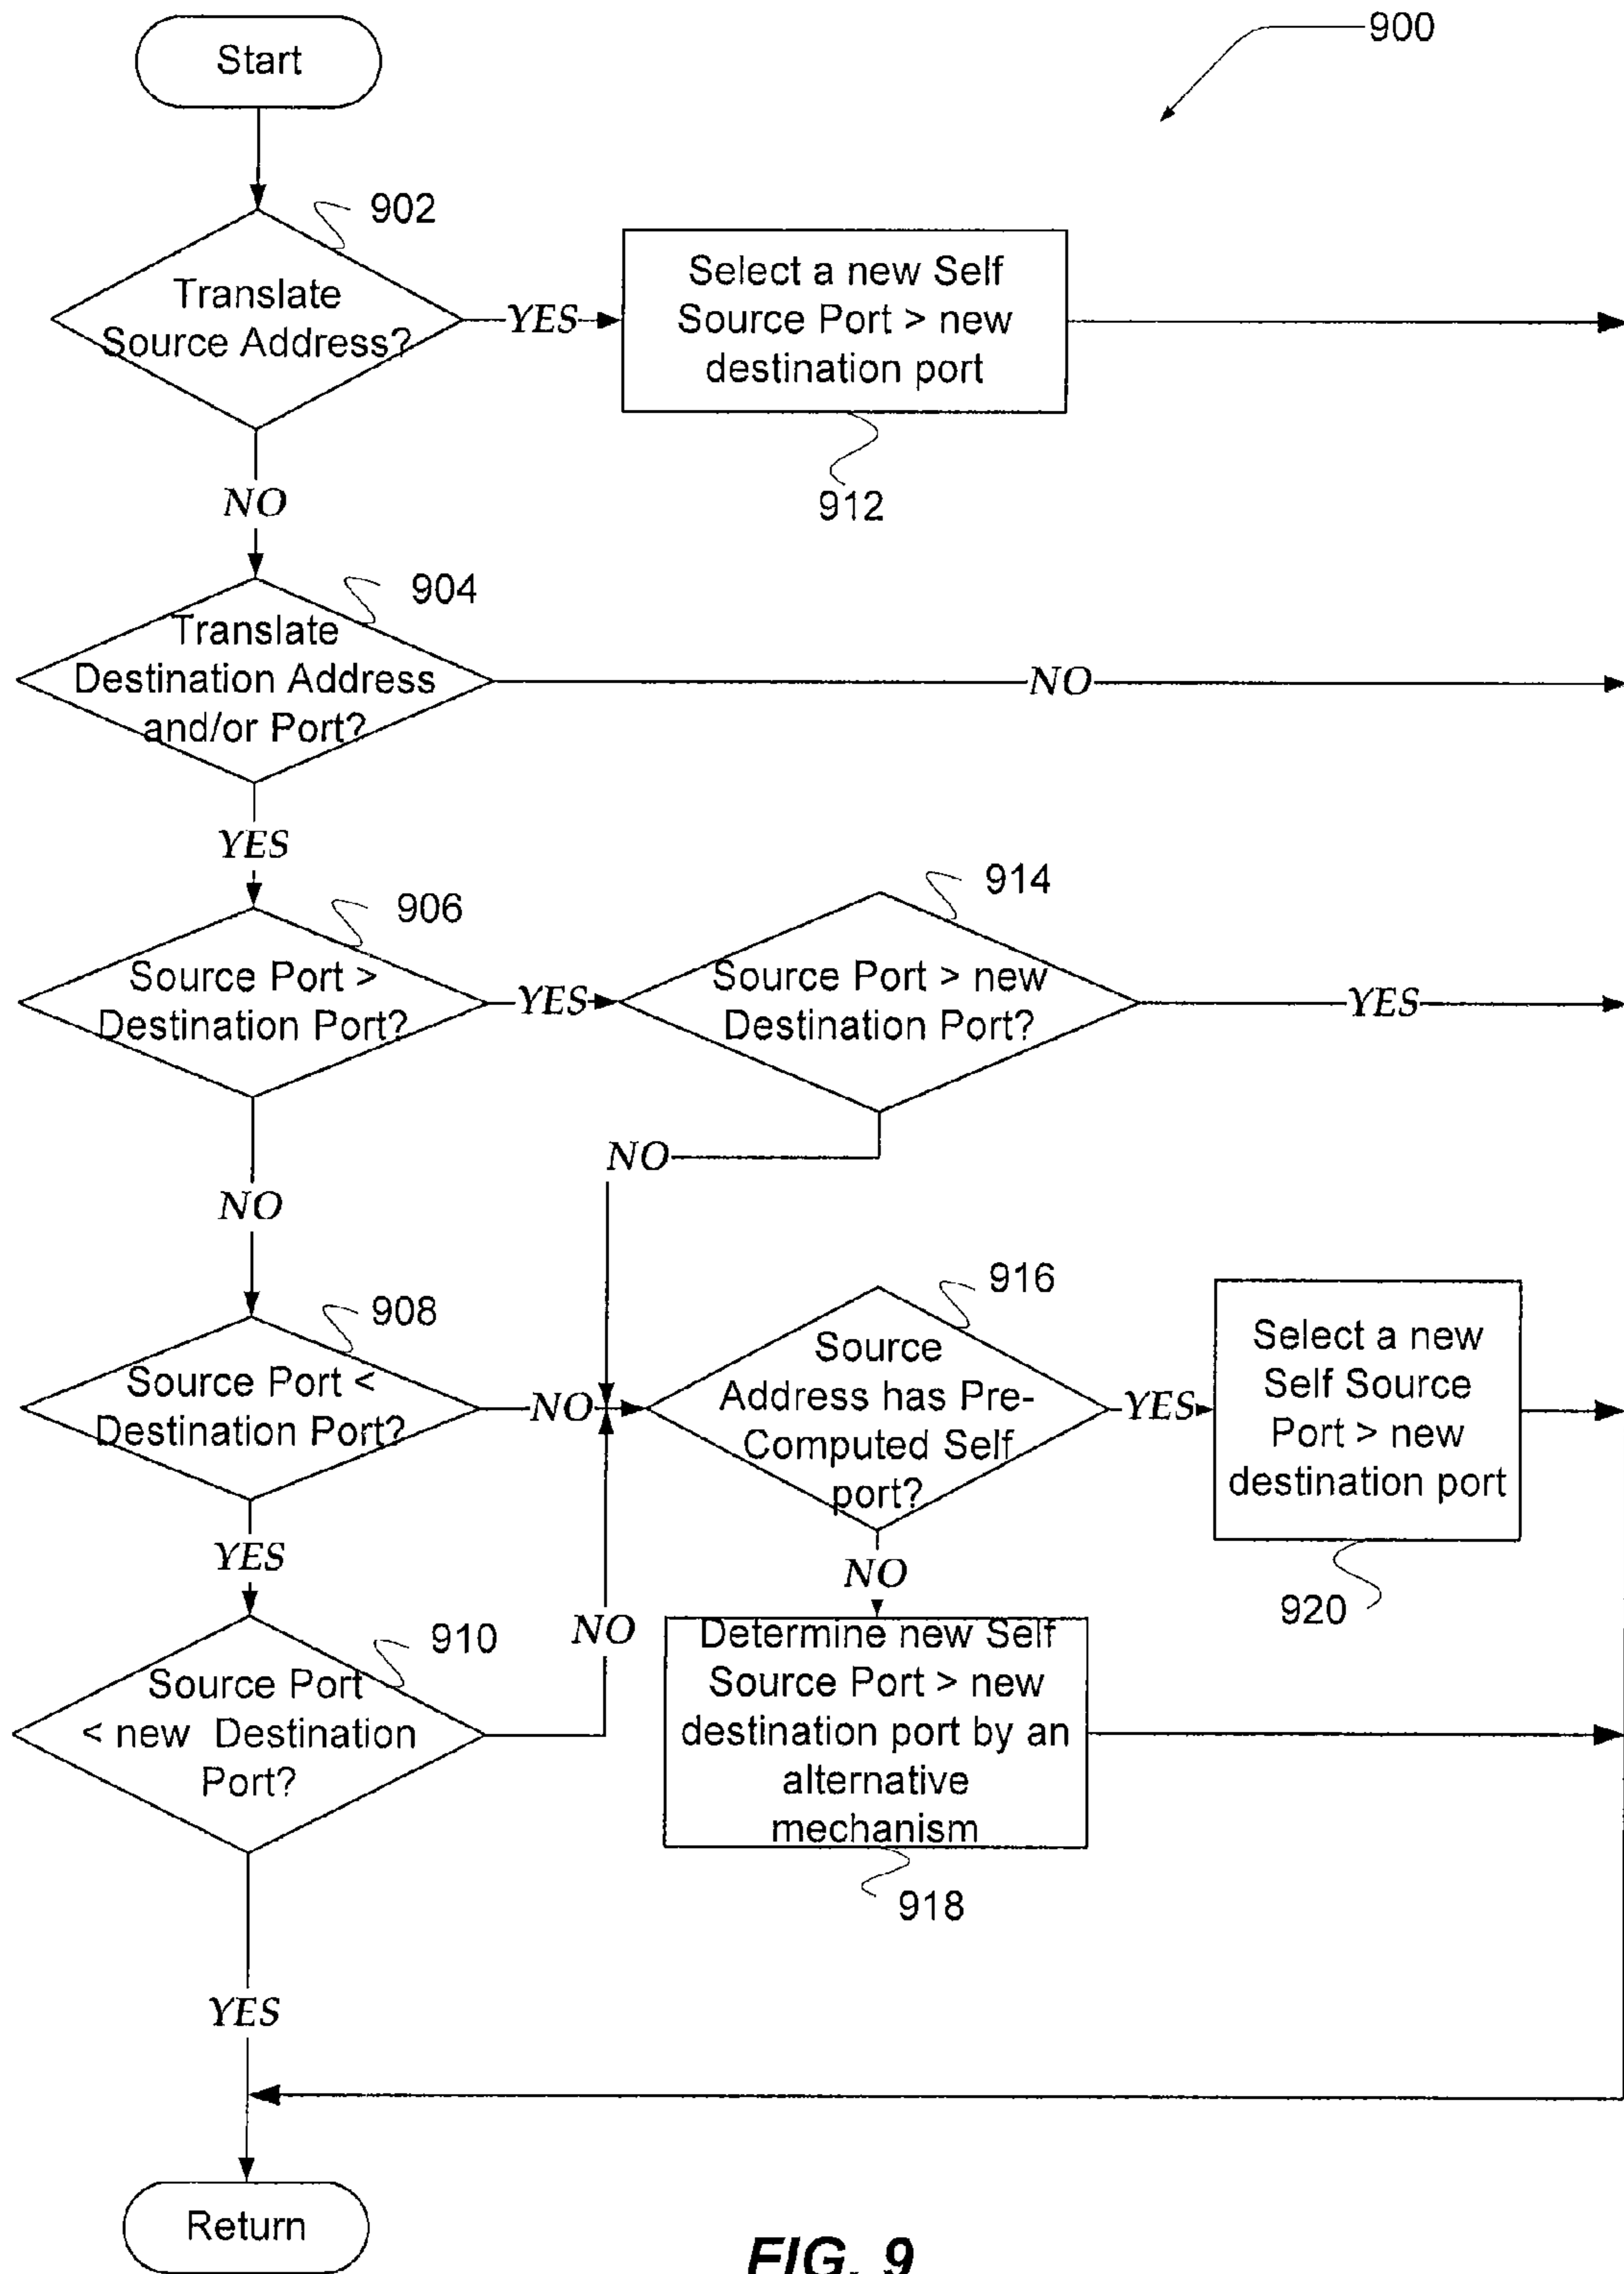 Start
900
902
Translate
Source Address?
YES
Select a new Self
Source Port > new
destination port
912
NO
904
Translate
Destination Address
and/or Port?
NO
YES
906
Source Port >
Destination Port?
YES
914
Source Port > new
Destination Port?
YES
NO
NO
908
Source Port <
Destination Port?
NO
916
Source
Address has Pre-
Computed Self
port?
YES
Select a new
Self Source
Port > new
destination port
920
YES
NO
910
Source Port
< new Destination
Port?
NO
Determine new Self
Source Port > new
destination port by an
alternative
mechanism
918
YES
Return
FIG. 9